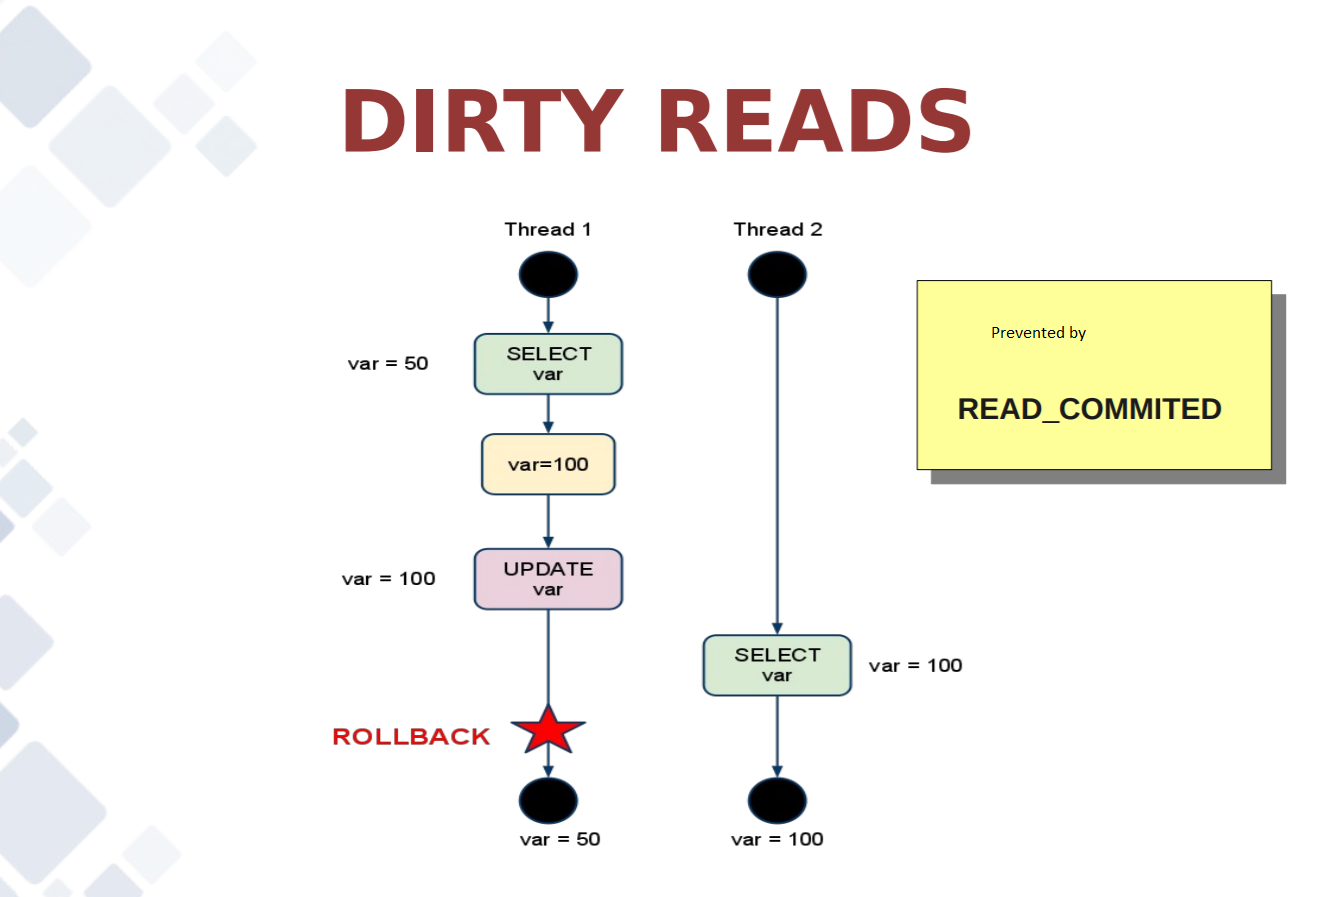 DIRTY READS
Thread 1
Thread 2
var = 50
SELECT
var
Prevented by
READ_COMMITED
var=100
var = 100
UPDATE
var
SELECT
var
var = 100
ROLLBACK
var = 50
var = 100